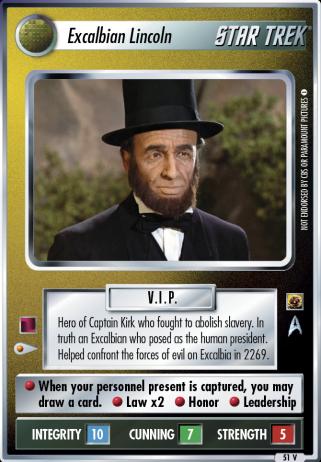 Excalbian Lincoln
STAR TREK
NOT ENDORSED BY CBS OR PARAMOUNT PICTURES
V.I.P.
Hero of Captain Kirk who fought to abolish slavery. In
truth an Excalbian who posed as the human president.
Helped confront the forces of evil on Excalbia in 2269.
When your personnel present is captured, you may
draw a card. Law x2 Honor Leadership
INTEGRITY 10 CUNNING 7 STRENGTH 5
51 V